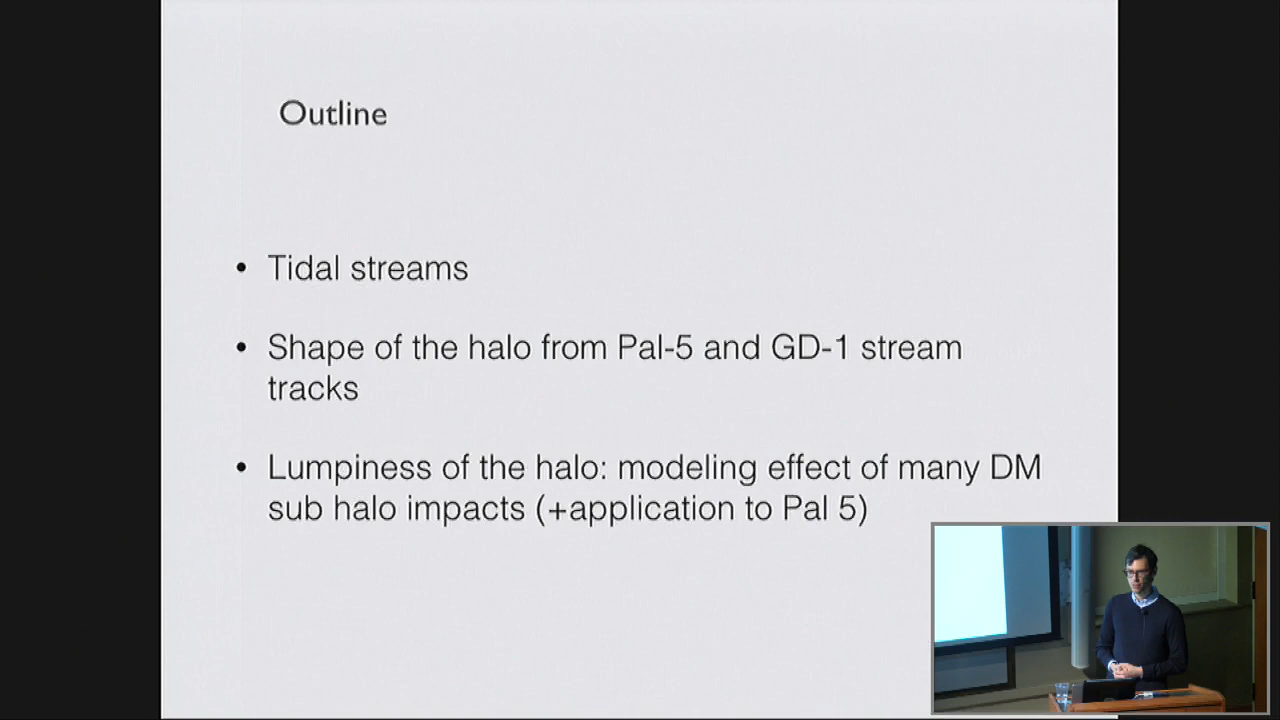 Outline
• Tidal streams
• Shape of the halo from Pal-5 and GD-1 stream
tracks
• Lumpiness of the halo: modeling effect of many DM
sub halo impacts (+application to Pal 5)